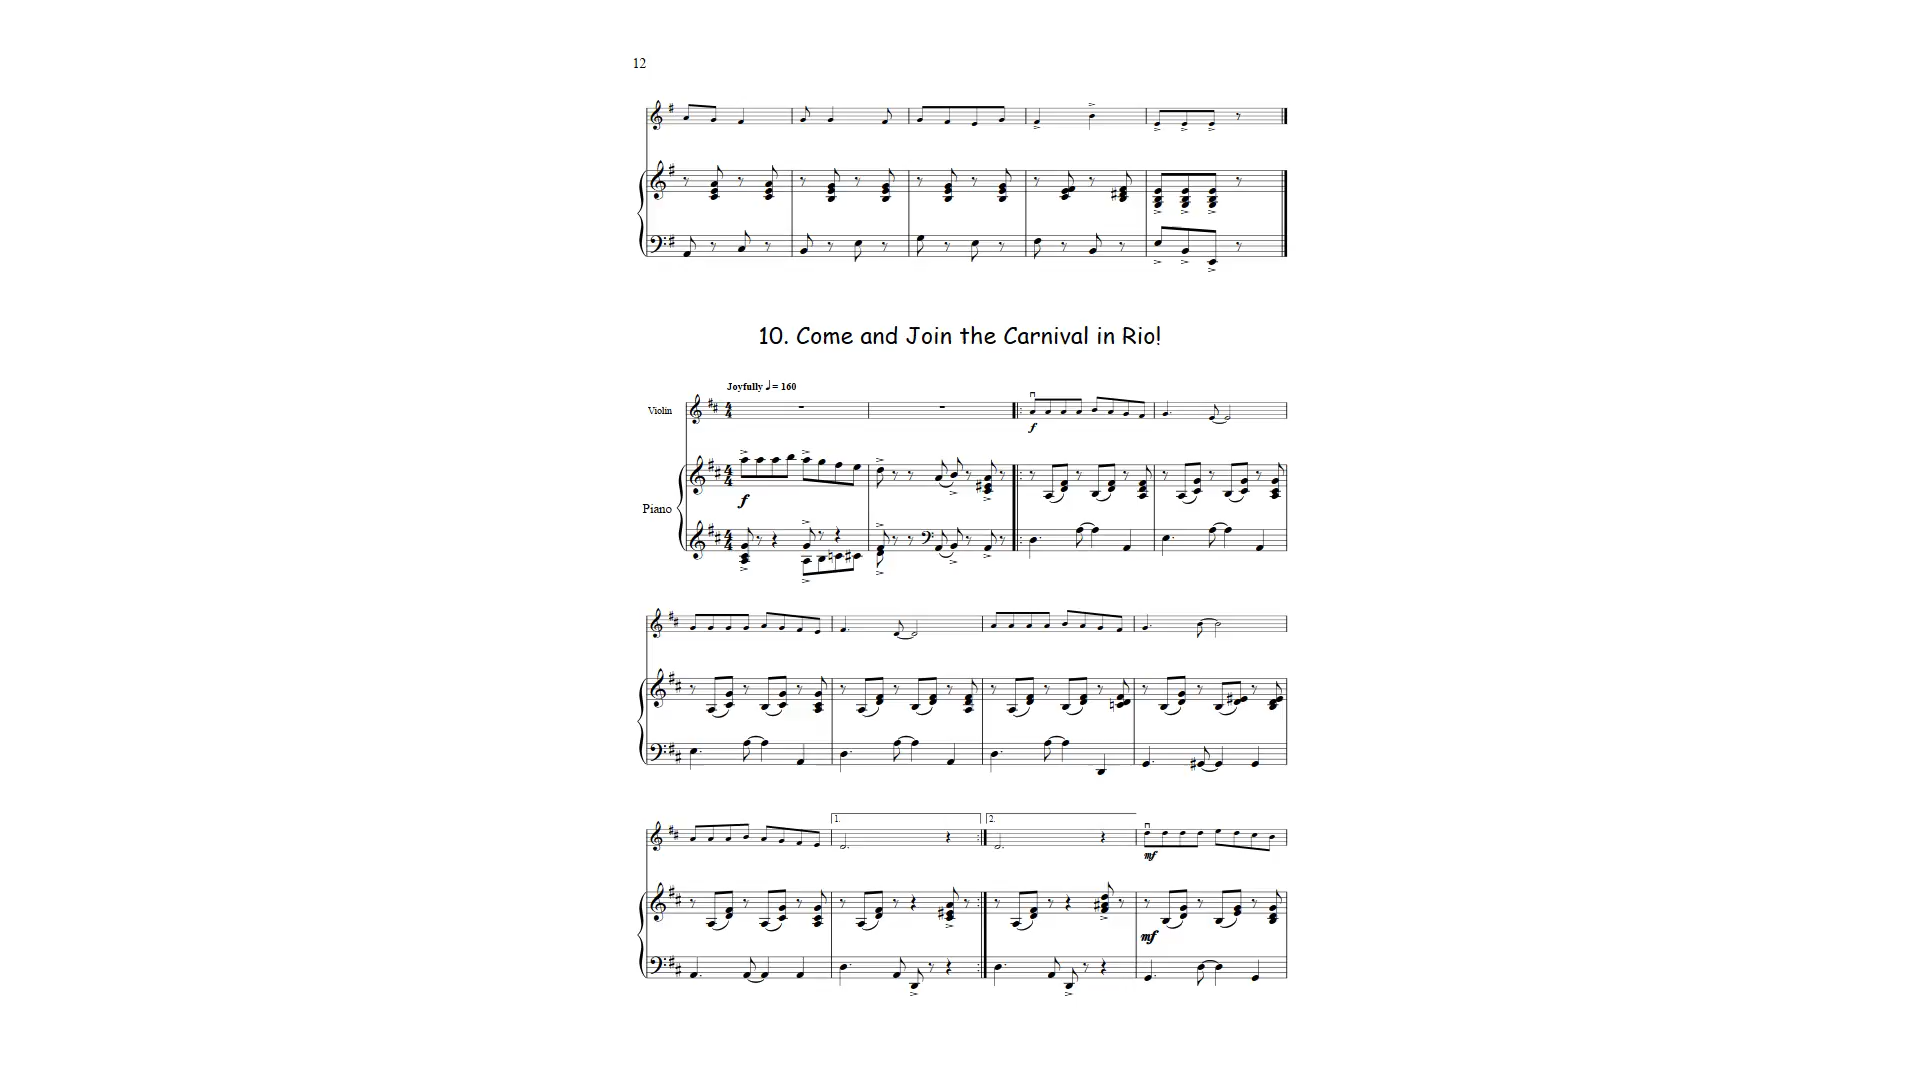 12
10. Come and Join the Carnival in Rio!
Joyfully ♩= 160
Violin
f
Piano
f
1.
2.
mf
mf